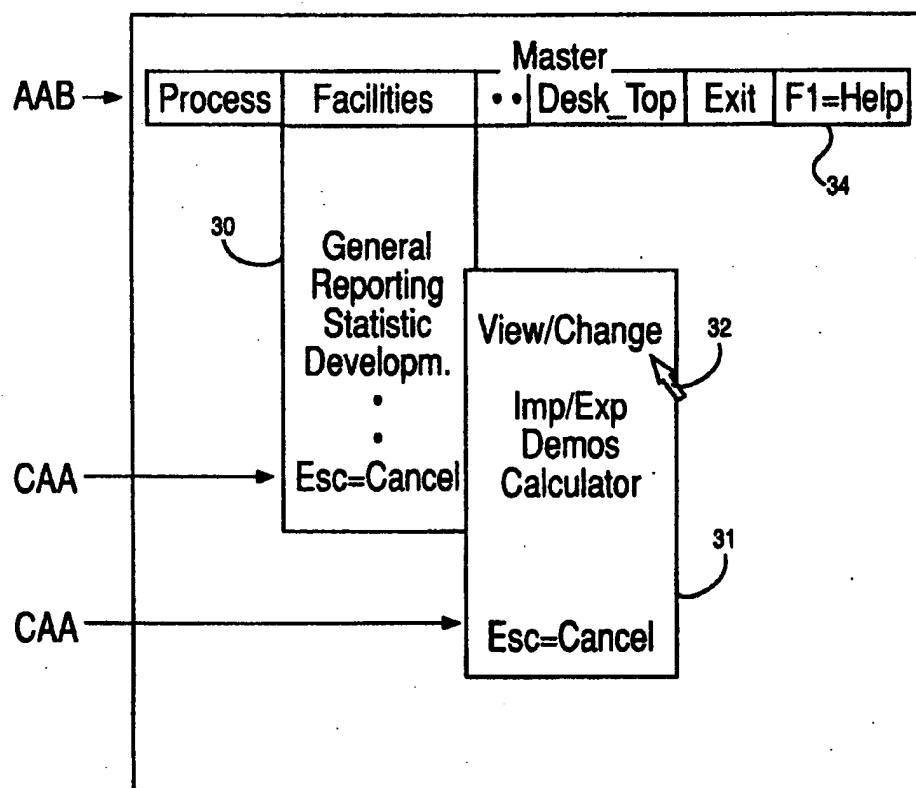 Master
AAB
Process Facilities •• Desk_Top Exit F1=Help
34
30
General
Reporting
Statistic
Developm.
•
•
Esc=Cancel
View/Change
32
Imp/Exp
Demos
Calculator
CAA
31
CAA
Esc=Cancel